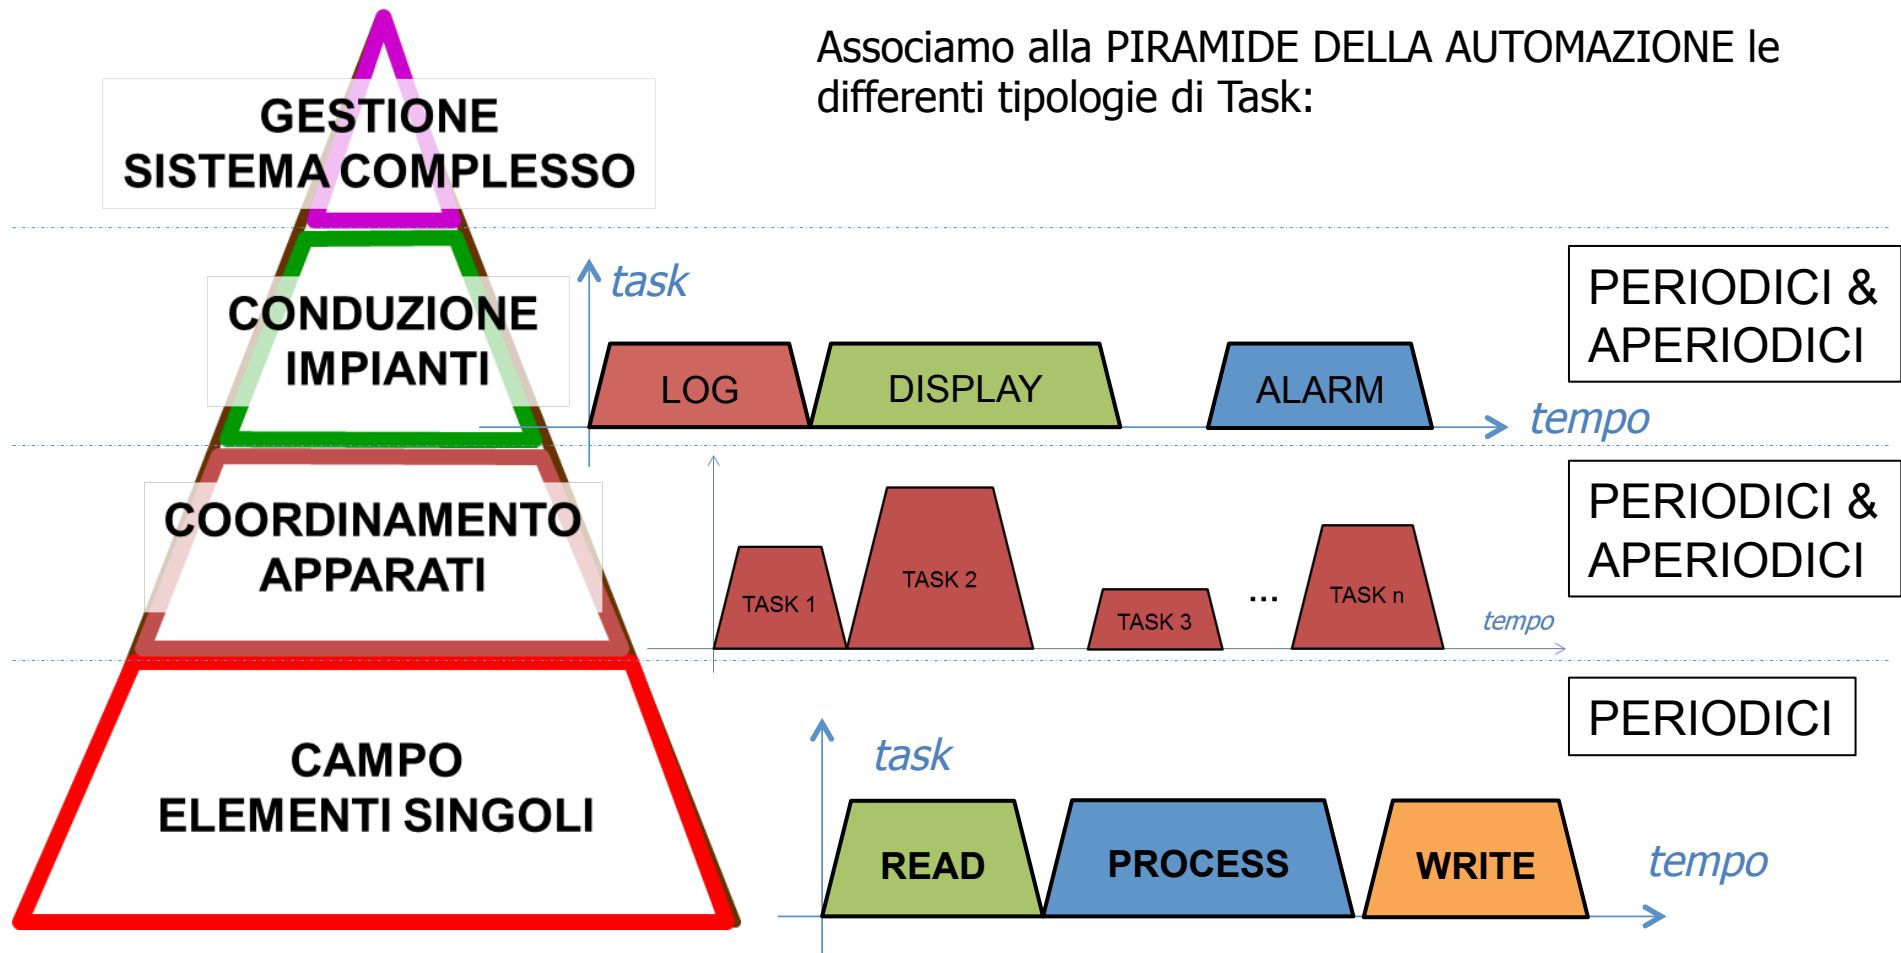 Associamo alla PIRAMIDE DELLA AUTOMAZIONE le
differenti tipologie di Task:
GESTIONE
SISTEMA COMPLESSO
CONDUZIONE
IMPIANTI
task
LOG
DISPLAY
ALARM
tempo
PERIODICI &
APERIODICI
COORDINAMENTO
APPARATI
TASK 1
TASK 2
TASK 3
...
TASK n
tempo
PERIODICI &
APERIODICI
CAMPO
ELEMENTI SINGOLI
task
READ
PROCESS
WRITE
tempo
PERIODICI